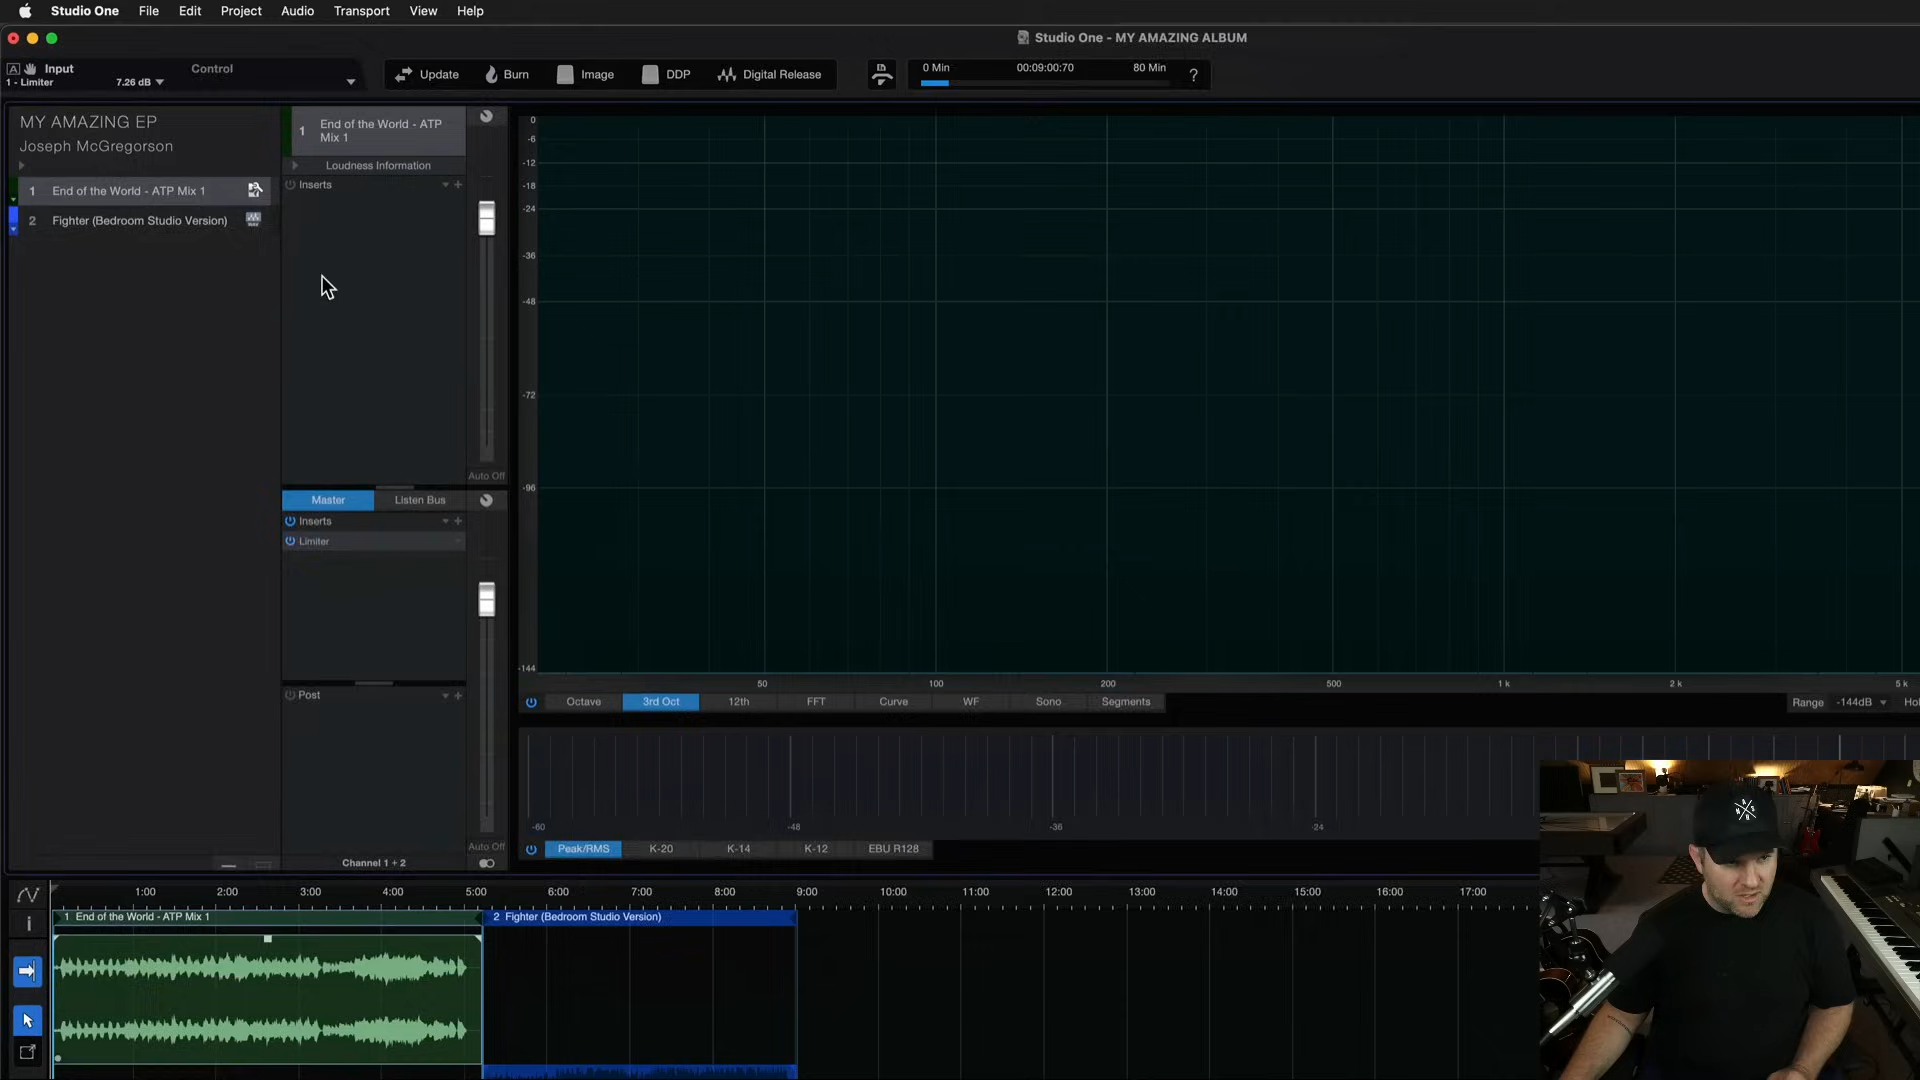 Studio One File Edit Project Audio Transport View Help
Studio One - MY AMAZING ALBUM
A Input Control
1 - Limiter 7.26 dB
Update Burn Image DDP Digital Release
0 Min 00:09:00:70 80 Min ?
MY AMAZING EP
Joseph McGregorson
1 End of the World - ATP Mix 1
2 Fighter (Bedroom Studio Version)
1 End of the World - ATP
Mix 1
Loudness Information
Inserts
Auto Off
Master Listen Bus
Inserts
Limiter
Post
Auto Off
Channel 1 + 2
0
-6
-12
-18
-24
-36
-48
-72
-96
-144
50 100 200 500 1 k 2 k 5 k
Octave 3rd Oct 12th FFT Curve WF Sono Segments Range -144dB Hol
-60 -48 -36 -24
Peak/RMS K-20 K-14 K-12 EBU R128
1:00 2:00 3:00 4:00 5:00 6:00 7:00 8:00 9:00 10:00 11:00 12:00 13:00 14:00 15:00 16:00 17:00
1 End of the World - ATP Mix 1 2 Fighter (Bedroom Studio Version)